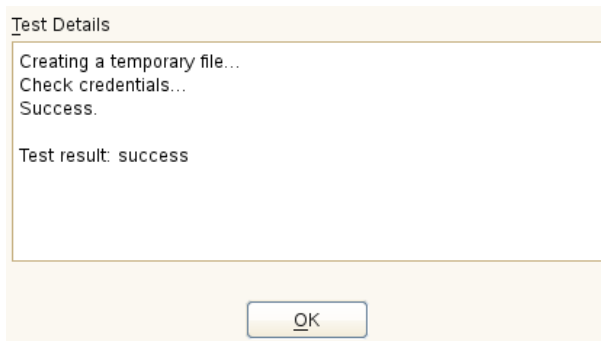 Test Details
Creating a temporary file...
Check credentials...
Success.
Test result: success
OK